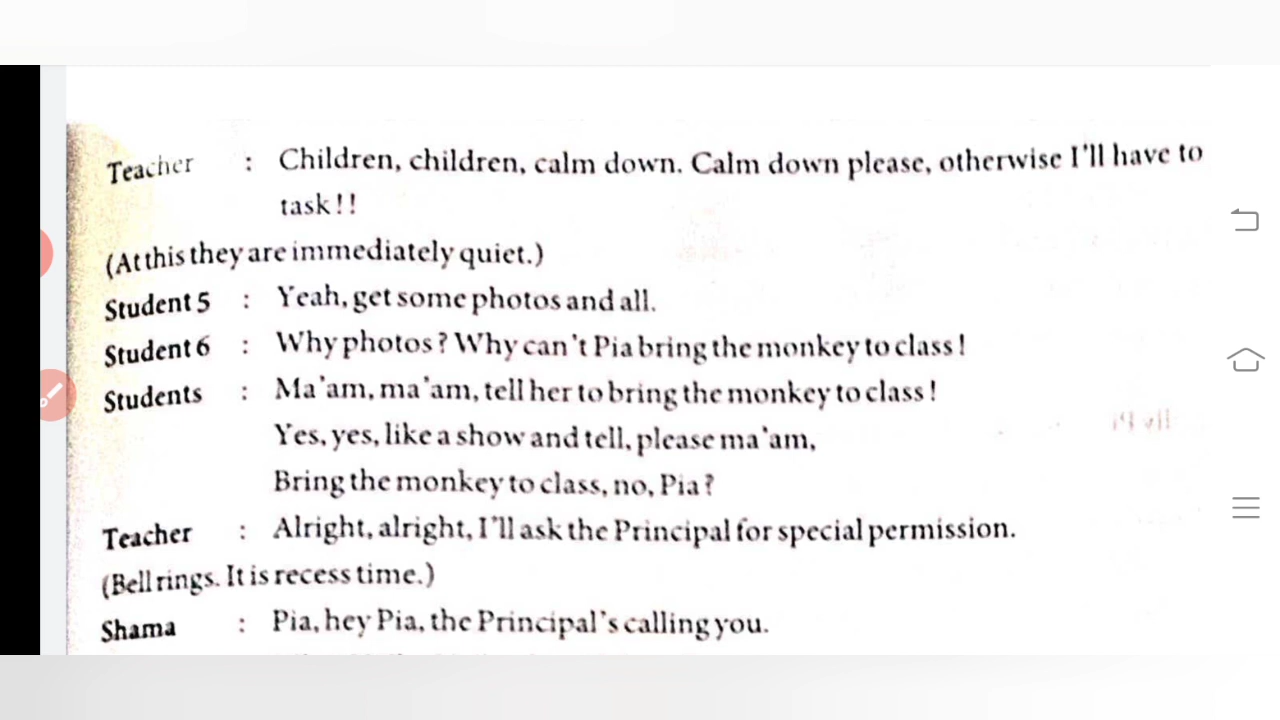 Teacher : Children, children, calm down. Calm down please, otherwise I'll have to
task!!
(At this they are immediately quiet.)
Student 5 : Yeah, get some photos and all.
Student 6 : Why photos? Why can't Pia bring the monkey to class!
Students : Ma'am, ma'am, tell her to bring the monkey to class!
Yes, yes, like a show and tell, please ma'am,
Bring the monkey to class, no, Pia?
Teacher : Alright, alright, I'll ask the Principal for special permission.
(Bell rings. It is recess time.)
Shama : Pia, hey Pia, the Principal's calling you.